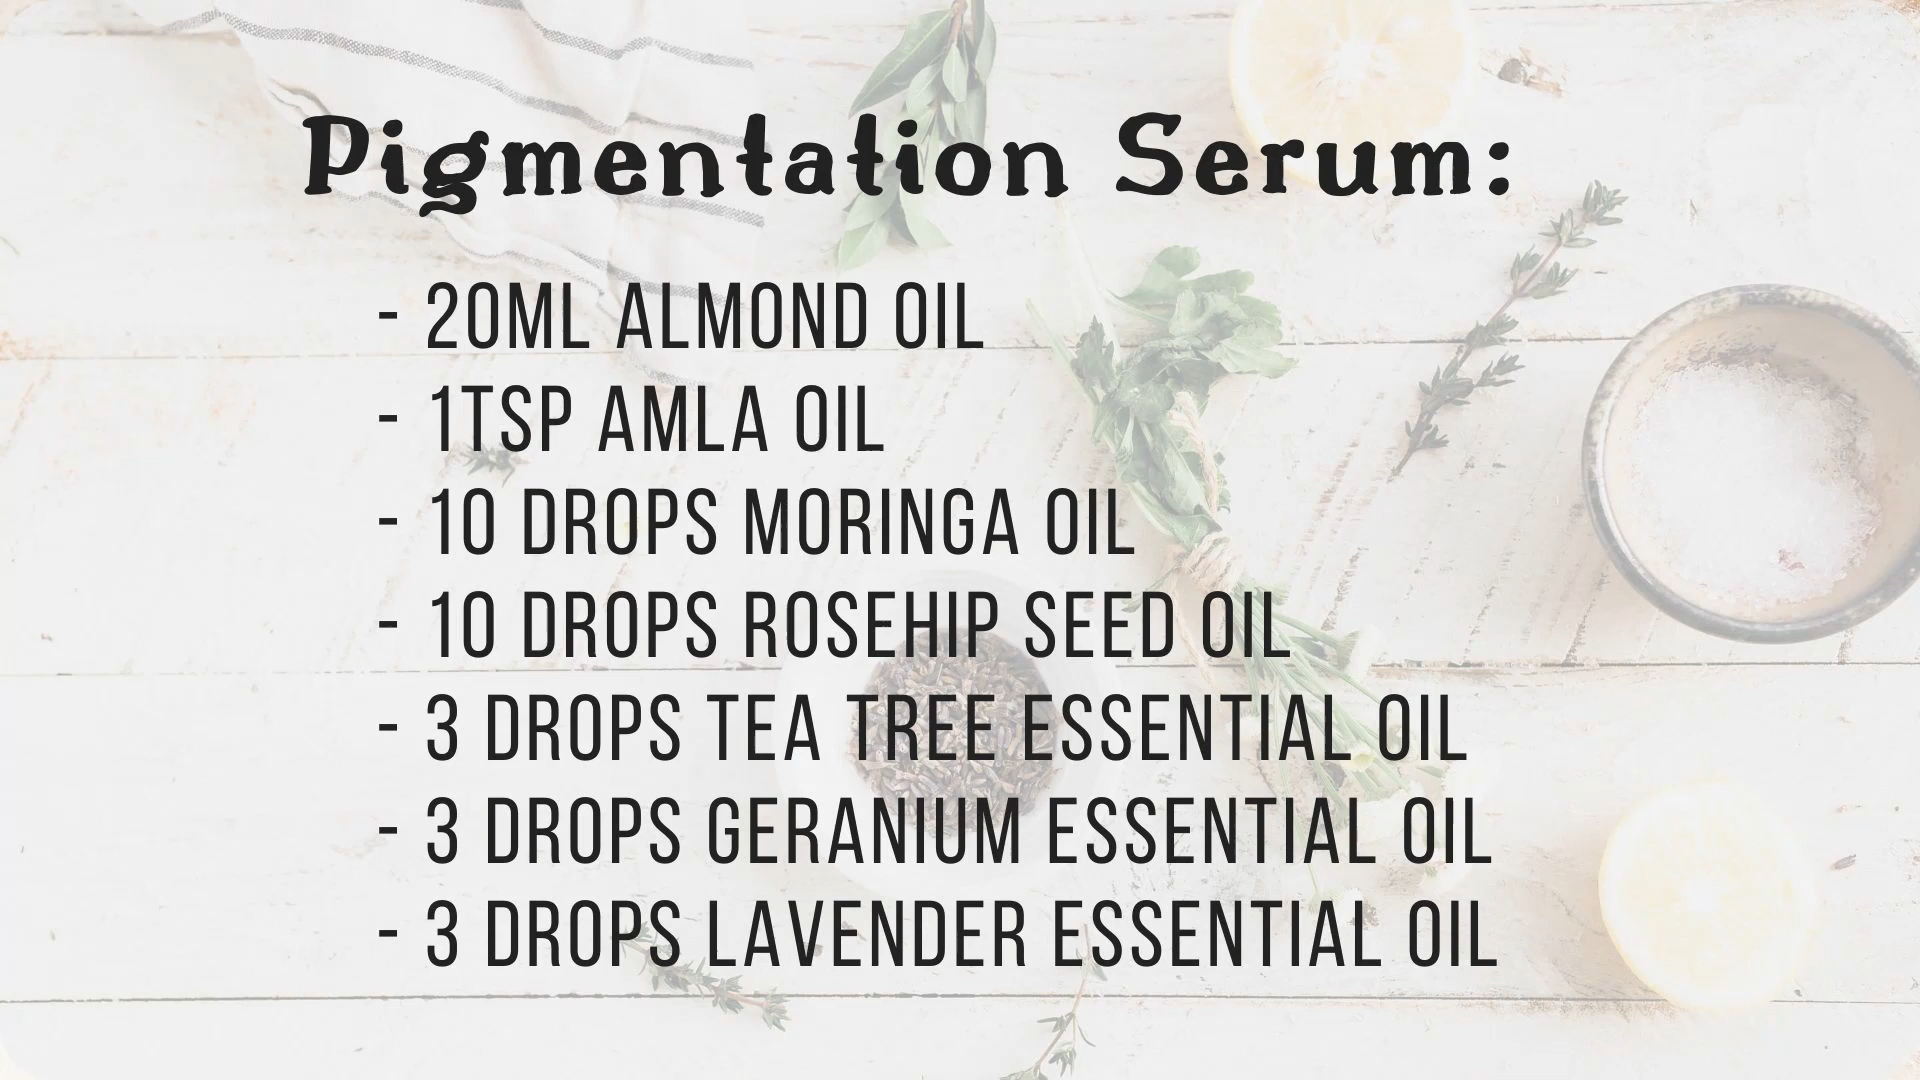 Pigmentation Serum:
- 20ML ALMOND OIL
- 1TSP AMLA OIL
- 10 DROPS MORINGA OIL
- 10 DROPS ROSEHIP SEED OIL
- 3 DROPS TEA TREE ESSENTIAL OIL
- 3 DROPS GERANIUM ESSENTIAL OIL
- 3 DROPS LAVENDER ESSENTIAL OIL